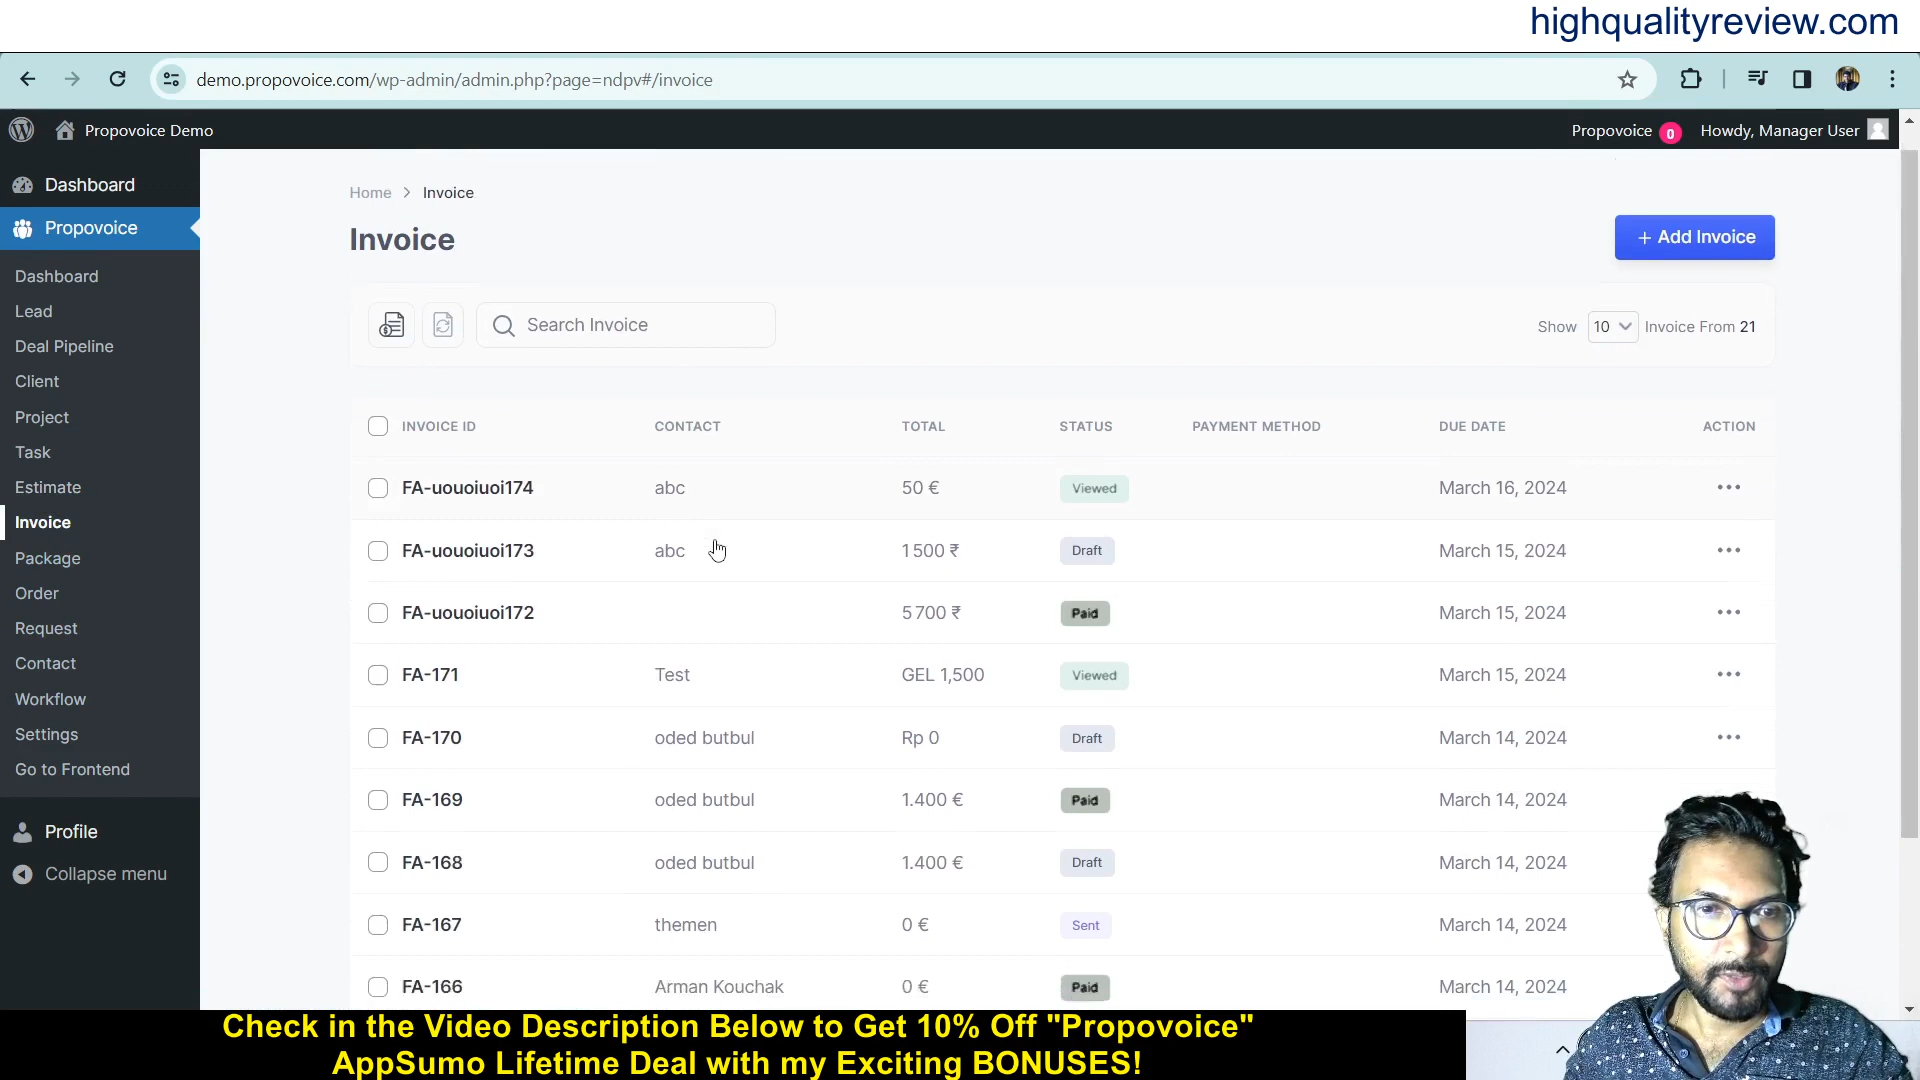 highqualityreview.com
demo.propovoice.com/wp-admin/admin.php?page=ndpv#/invoice
Propovoice Demo
Propovoice 0 Howdy, Manager User
Dashboard
Propovoice
Dashboard
Lead
Deal Pipeline
Client
Project
Task
Estimate
Invoice
Package
Order
Request
Contact
Workflow
Settings
Go to Frontend
Profile
Collapse menu
Home > Invoice
Invoice
+ Add Invoice
Search Invoice
Show 10 Invoice From 21
INVOICE ID CONTACT TOTAL STATUS PAYMENT METHOD DUE DATE ACTION
FA-uouoiuoi174 abc 50 € Viewed March 16, 2024
FA-uouoiuoi173 abc 1 500 ₹ Draft March 15, 2024
FA-uouoiuoi172 5 700 ₹ Paid March 15, 2024
FA-171 Test GEL 1,500 Viewed March 15, 2024
FA-170 oded butbul Rp 0 Draft March 14, 2024
FA-169 oded butbul 1.400 € Paid March 14, 2024
FA-168 oded butbul 1.400 € Draft March 14, 2024
FA-167 themen 0 € Sent March 14, 2024
FA-166 Arman Kouchak 0 € Paid March 14, 2024
Check in the Video Description Below to Get 10% Off "Propovoice"
AppSumo Lifetime Deal with my Exciting BONUSES!